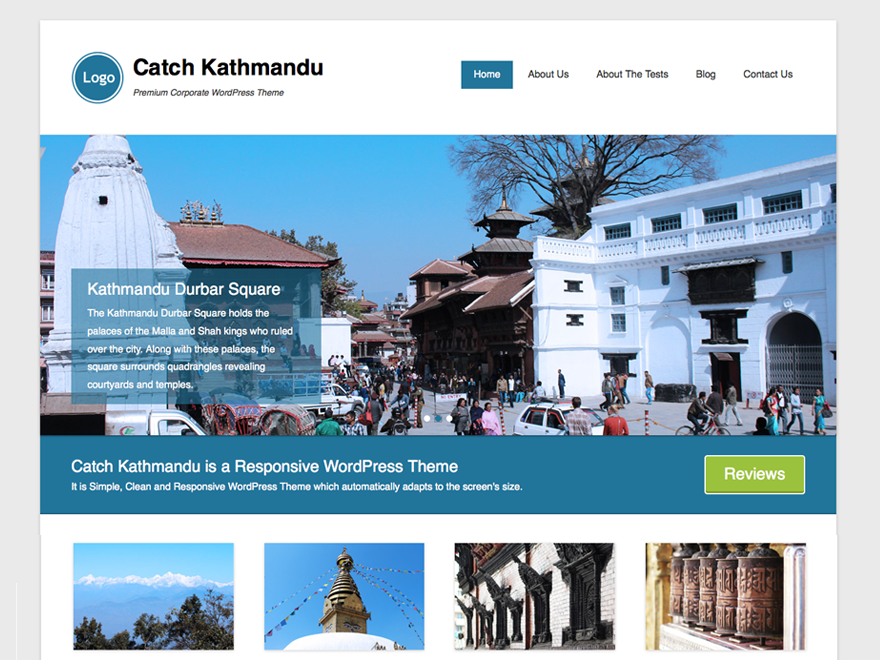 Logo
Catch Kathmandu
Premium Corporate WordPress Theme
Home
About Us
About The Tests
Blog
Contact Us
Kathmandu Durbar Square
The Kathmandu Durbar Square holds the
palaces of the Malla and Shah kings who ruled
over the city. Along with these palaces, the
square surrounds quadrangles revealing
courtyards and temples.
Catch Kathmandu is a Responsive WordPress Theme
It is Simple, Clean and Responsive WordPress Theme which automatically adapts to the screen's size.
Reviews